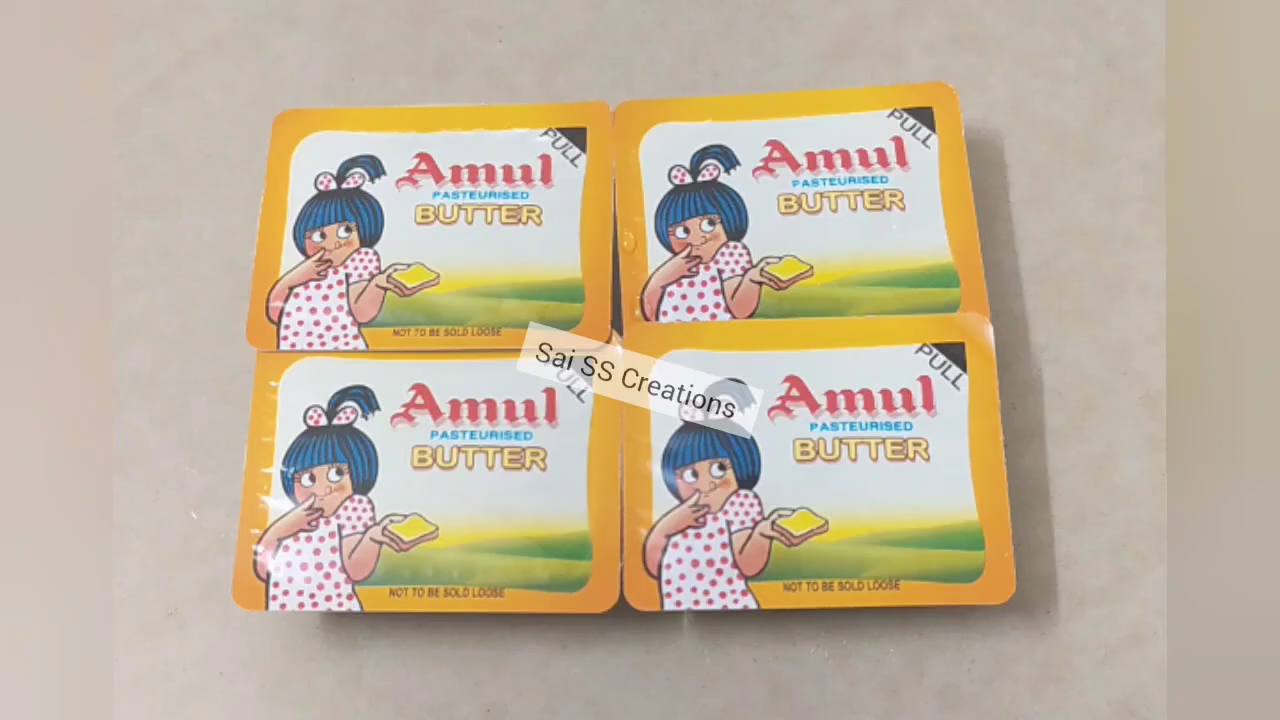 PULL
Amul
PASTEURISED
BUTTER
NOT TO BE SOLD LOOSE
PULL
Amul
PASTEURISED
BUTTER
Sai SS Creations
PULL
Amul
PASTEURISED
BUTTER
NOT TO BE SOLD LOOSE
PULL
Amul
PASTEURISED
BUTTER
NOT TO BE SOLD LOOSE